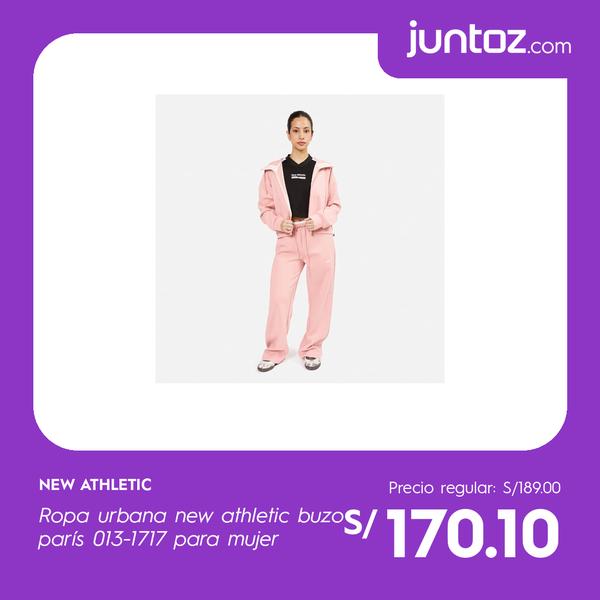 juntoz.com
NEW ATHLETIC
Ropa urbana new athletic buzo
parís 013-1717 para mujer
Precio regular: S/189.00
S/170.10